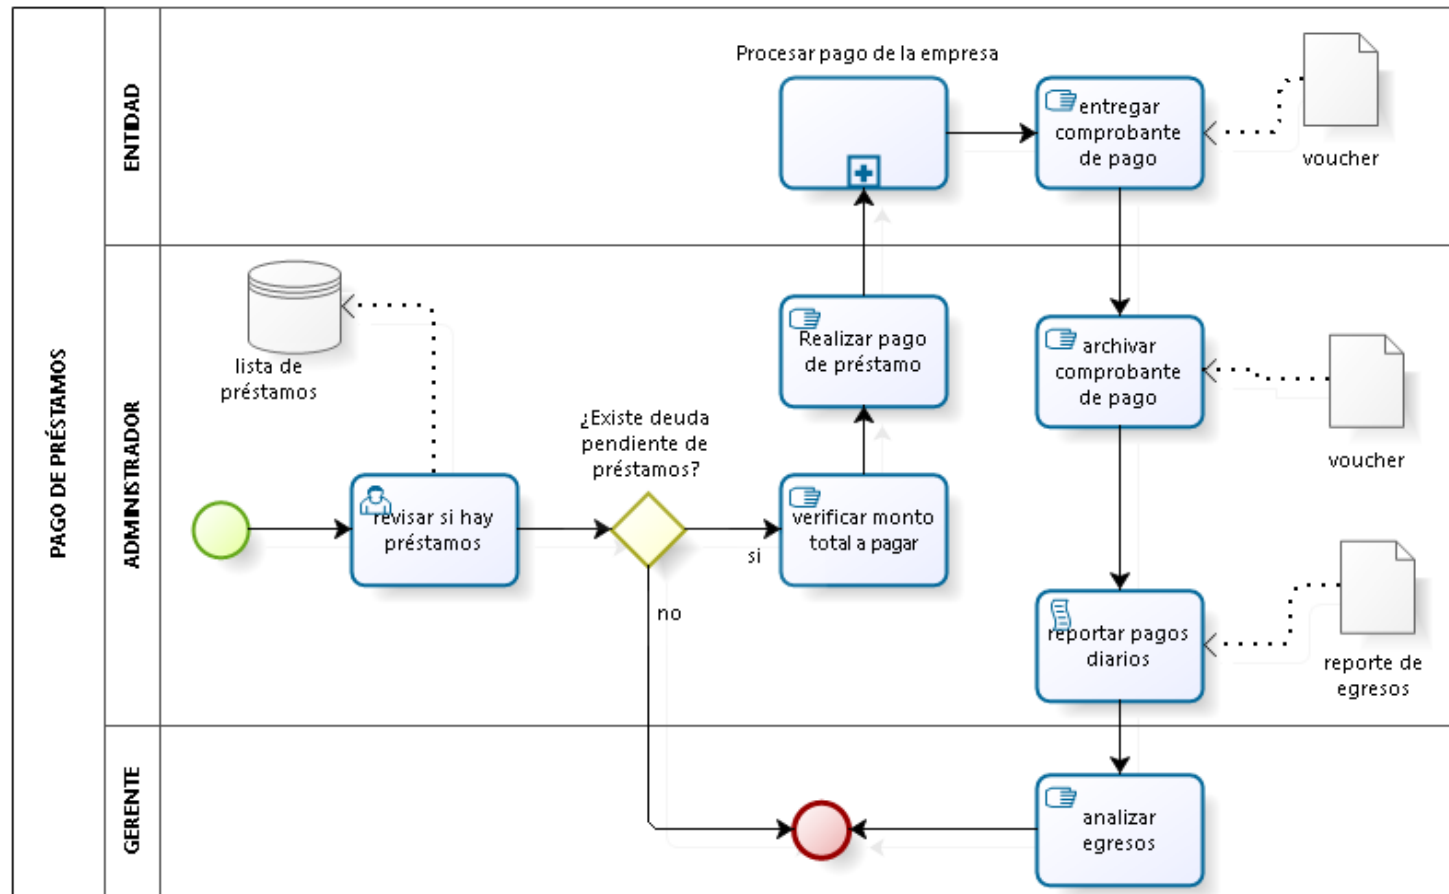 PAGO DE PRÉSTAMOS
ENTIDAD
Procesar pago de la empresa
entregar
comprobante
de pago
voucher
ADMINISTRADOR
lista de
préstamos
revisar si hay
préstamos
¿Existe deuda
pendiente de
préstamos?
si
no
verificar monto
total a pagar
Realizar pago
de préstamo
archivar
comprobante
de pago
voucher
reportar pagos
diarios
reporte de
egresos
GERENTE
analizar
egresos